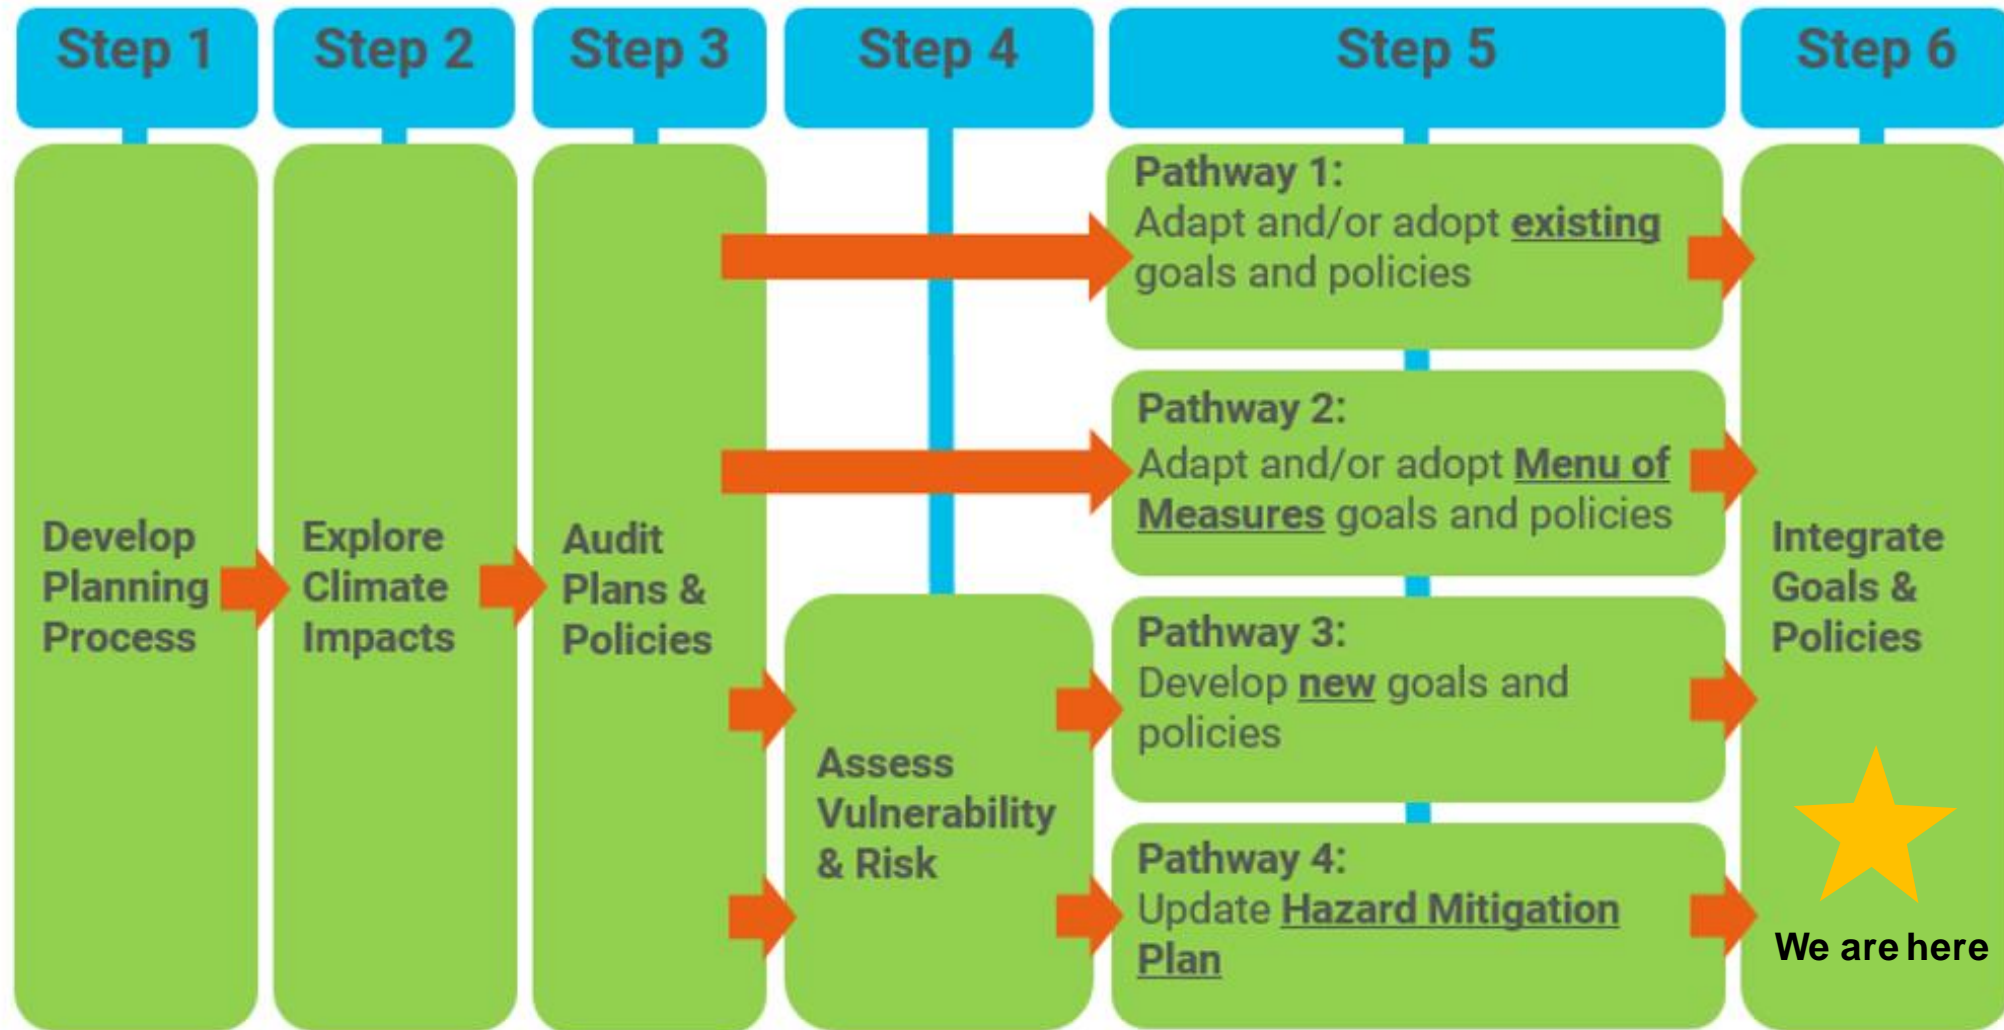 Step 1
Step 2
Step 3
Step 4
Step 5
Step 6
Develop
Planning
Process
Explore
Climate
Impacts
Audit
Plans &
Policies
Assess
Vulnerability
& Risk
Pathway 1:
Adapt and/or adopt existing
goals and policies
Pathway 2:
Adapt and/or adopt Menu of
Measures goals and policies
Pathway 3:
Develop new goals and
policies
Pathway 4:
Update Hazard Mitigation
Plan
Integrate
Goals &
Policies
We are here